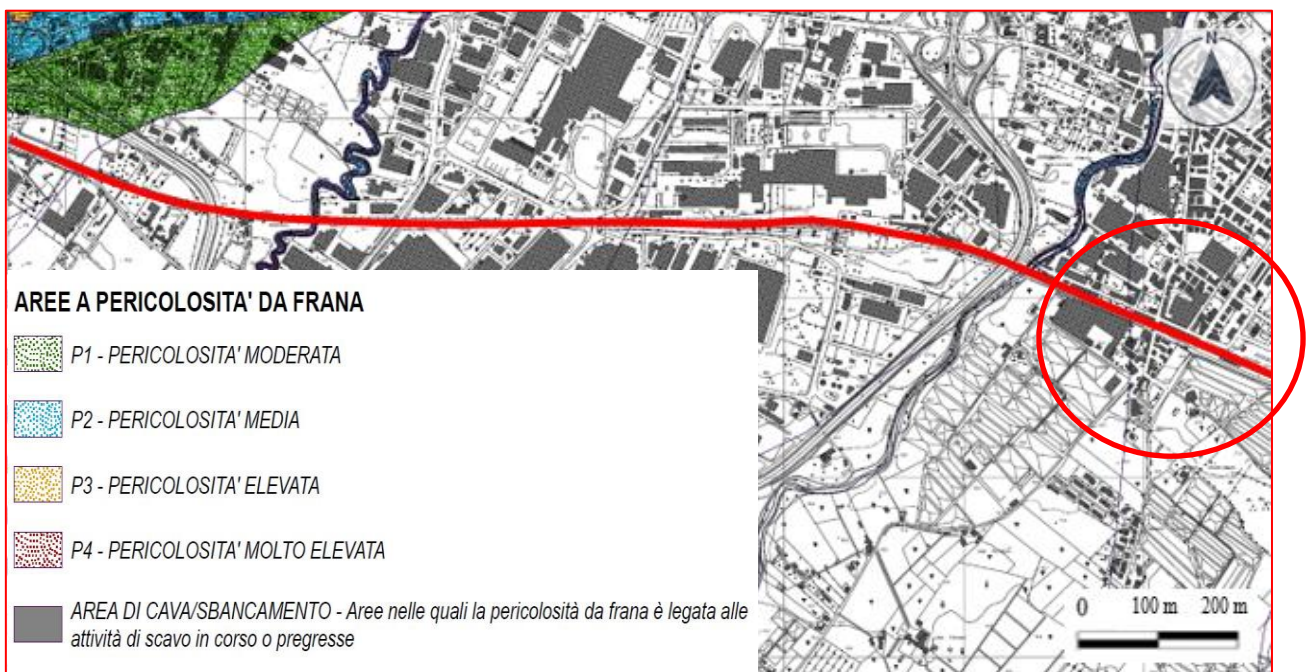 N
AREE A PERICOLOSITA' DA FRANA
P1 - PERICOLOSITA' MODERATA
P2 - PERICOLOSITA' MEDIA
P3 - PERICOLOSITA' ELEVATA
P4 - PERICOLOSITA' MOLTO ELEVATA
AREA DI CAVA/SBANCAMENTO - Aree nelle quali la pericolosità da frana è legata alle
attività di scavo in corso o pregresse
0 100 m 200 m